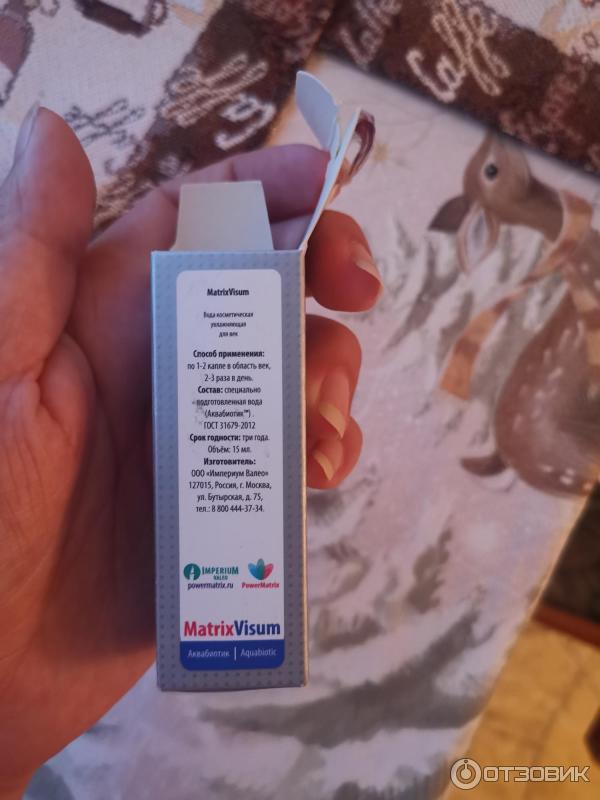 Caffe
MatrixVisum
Вода косметическая
увлажняющая
для век
Способ применения:
по 1-2 капле в область век,
2-3 раза в день.
Состав: специально
подготовленная вода
(Аквабиотик™) .
ГОСТ 31679-2012
Срок годности: три года.
Объём: 15 мл.
Изготовитель:
ООО «Империум Валео»
127015, Россия, г. Москва,
ул. Бутырская, д. 75,
тел.: 8 800 444-37-34.
IMPERIUM
VALEO
powermatrix.ru
PowerMatrix
MatrixVisum
Аквабиотик | Aquabiotic
ОТЗОВИК